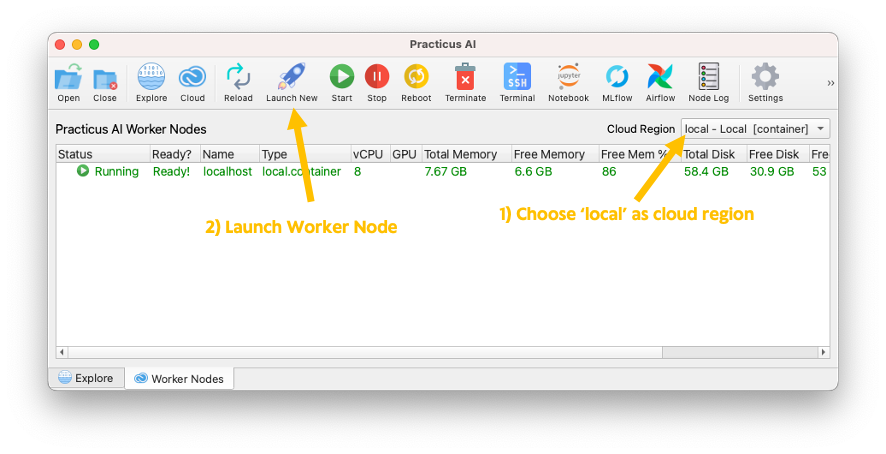 Practicus AI
Open Close Explore Cloud Reload Launch New Start Stop Reboot Terminate Terminal Notebook MLflow Airflow Node Log Settings
SSH
jupyter
Practicus AI Worker Nodes
Cloud Region local - Local [container]
Status Ready? Name Type vCPU GPU Total Memory Free Memory Free Mem % Total Disk Free Disk Fre
Running Ready! localhost local.container 8 7.67 GB 6.6 GB 86 58.4 GB 30.9 GB 53
1) Choose ‘local’ as cloud region
2) Launch Worker Node
Explore Worker Nodes